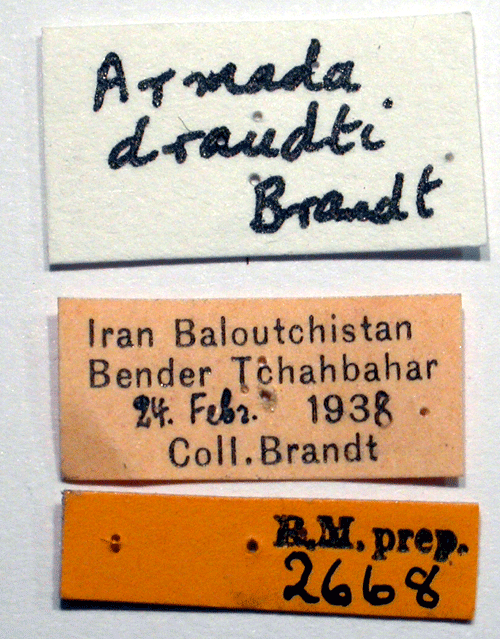 Armada
draudti
Brandt
Iran Baloutchistan
Bender Tchahbahar
24. Febr. 1938
Coll. Brandt
R.M. prep.
2668